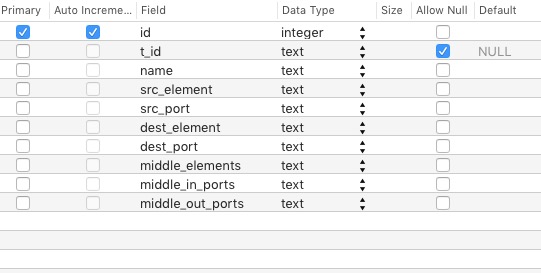 Primary Auto Increme... Field Data Type Size Allow Null Default
id integer
t_id text NULL
name text
src_element text
src_port text
dest_element text
dest_port text
middle_elements text
middle_in_ports text
middle_out_ports text